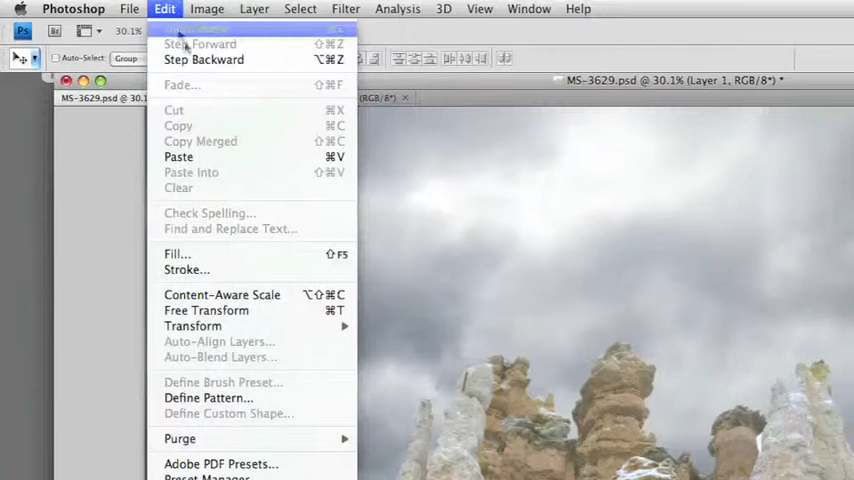 Photoshop File Edit Image Layer Select Filter Analysis 3D View Window Help
Ps Br 30.1%
Auto-Select: Group
MS-3629.psd @ 30.1% (Layer 1, RGB/8*) *
MS-3629.psd @ 30.1% (RGB/8*) ×
⌘Z
Step Forward ⇧⌘Z
Step Backward ⌥⌘Z
Fade... ⇧⌘F
Cut ⌘X
Copy ⌘C
Copy Merged ⇧⌘C
Paste ⌘V
Paste Into ⇧⌘V
Clear
Check Spelling...
Find and Replace Text...
Fill... ⇧F5
Stroke...
Content-Aware Scale ⌥⇧⌘C
Free Transform ⌘T
Transform
Auto-Align Layers...
Auto-Blend Layers...
Define Brush Preset...
Define Pattern...
Define Custom Shape...
Purge
Adobe PDF Presets...
Preset Manager